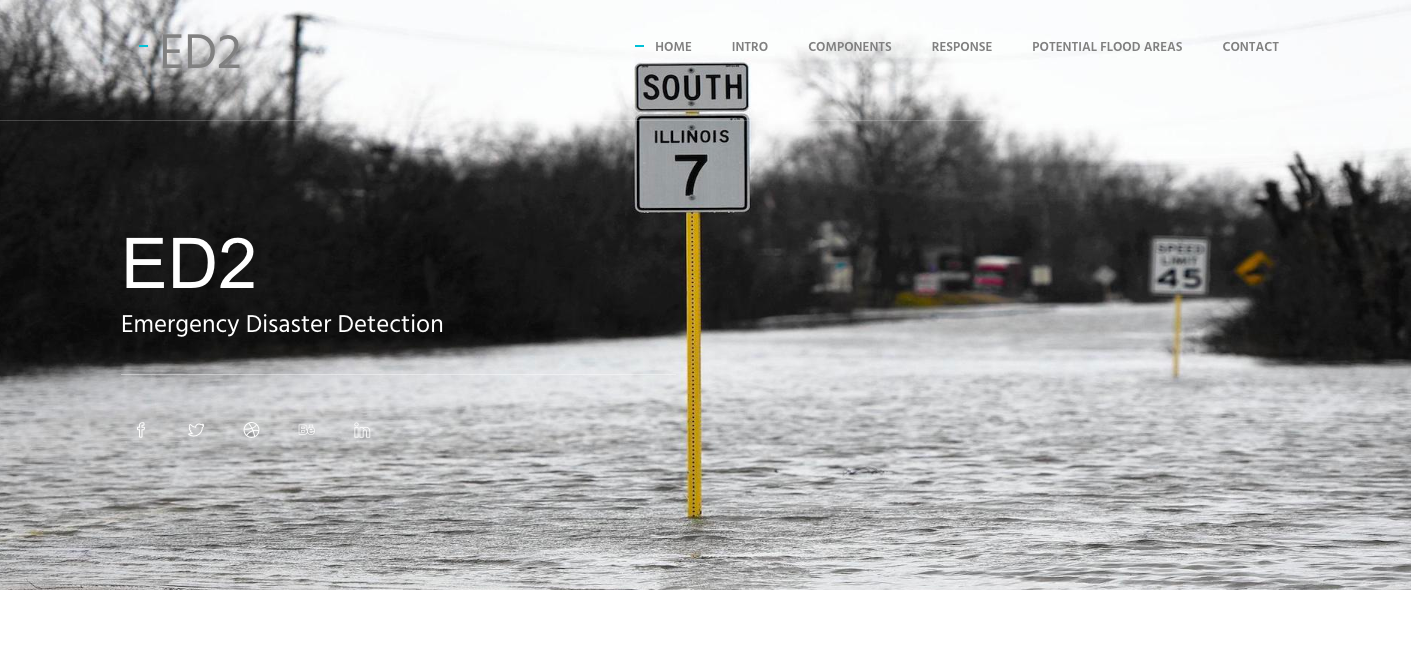 ED2
HOME INTRO COMPONENTS RESPONSE POTENTIAL FLOOD AREAS CONTACT
SOUTH
ILLINOIS
7
SPEED
LIMIT
45
ED2
Emergency Disaster Detection